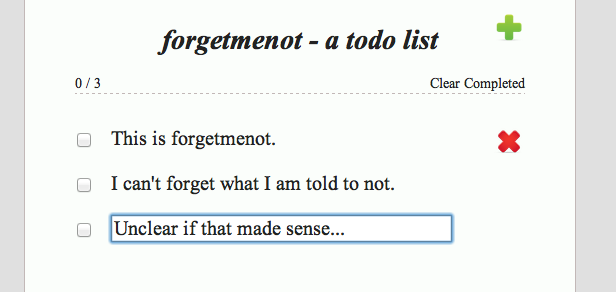 forgetmenot - a todo list
0 / 3 Clear Completed
This is forgetmenot.
I can't forget what I am told to not.
Unclear if that made sense...